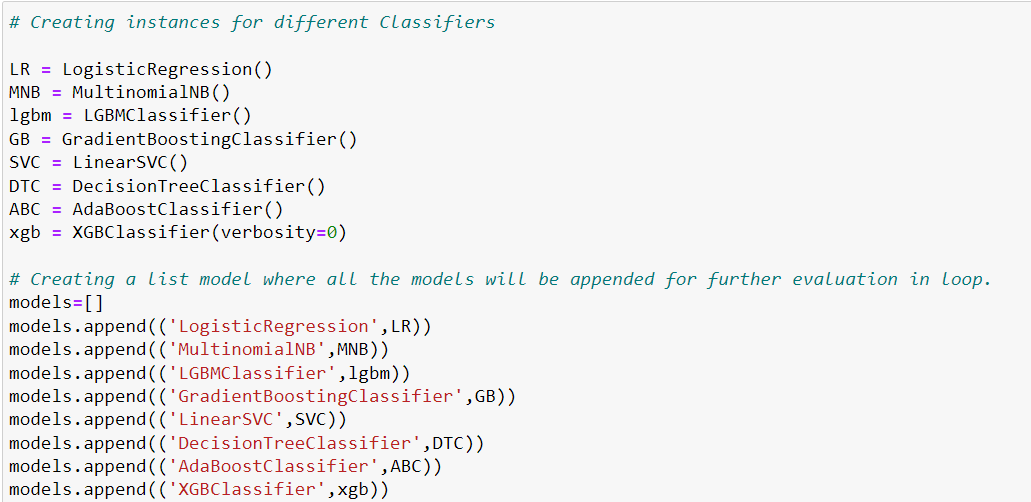 # Creating instances for different Classifiers
LR = LogisticRegression()
MNB = MultinomialNB()
lgbm = LGBMClassifier()
GB = GradientBoostingClassifier()
SVC = LinearSVC()
DTC = DecisionTreeClassifier()
ABC = AdaBoostClassifier()
xgb = XGBClassifier(verbosity=0)
# Creating a list model where all the models will be appended for further evaluation in loop.
models=[]
models.append(('LogisticRegression',LR))
models.append(('MultinomialNB',MNB))
models.append(('LGBMClassifier',lgbm))
models.append(('GradientBoostingClassifier',GB))
models.append(('LinearSVC',SVC))
models.append(('DecisionTreeClassifier',DTC))
models.append(('AdaBoostClassifier',ABC))
models.append(('XGBClassifier',xgb))